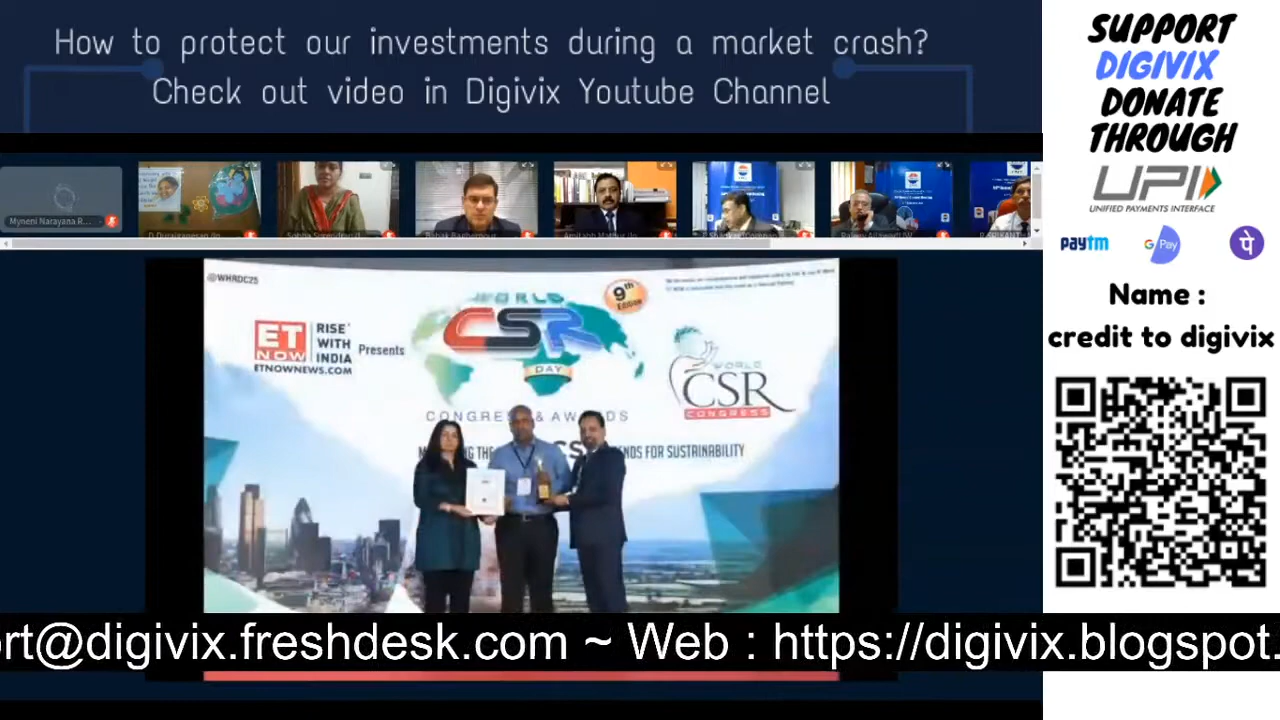 How to protect our investments during a market crash?
Check out video in Digivix Youtube Channel
SUPPORT
DIGIVIX
DONATE
THROUGH
UPI
UNIFIED PAYMENTS INTERFACE
paytm
G Pay
पे
Name :
credit to digivix
Myneni Narayana R...
@WHRDC25
9th
Edition
WORLD
CSR
DAY
CONGRESS & AWARDS
ET
NOW
RISE
WITH
INDIA
ETNOWNEWS.COM
Presents
WORLD
CSR
CONGRESS
FOR SUSTAINABILITY
rt@digivix.freshdesk.com ~ Web : https://digivix.blogspot.